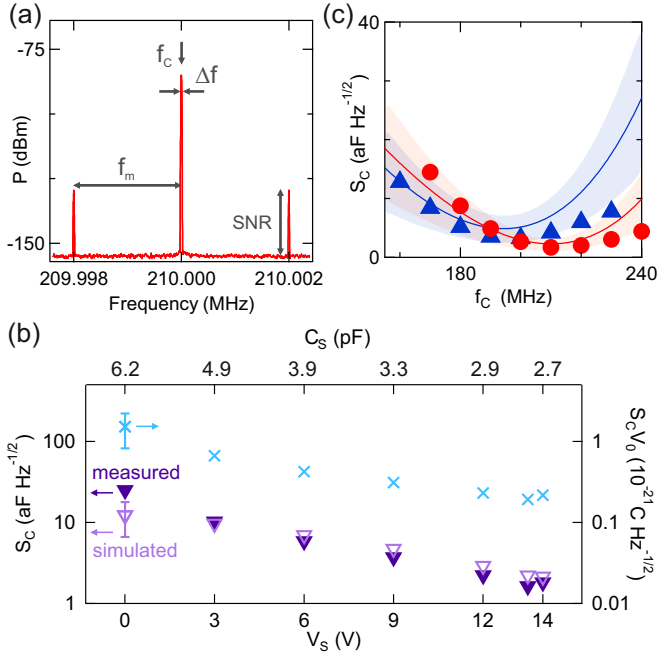 (a)
-75
-150
P (dBm)
f_C
Δf
f_m
SNR
209.998
210.000
210.002
Frequency (MHz)
(c)
40
0
S_C (aF Hz^-1/2)
180
240
f_C (MHz)
(b)
C_S (pF)
6.2
4.9
3.9
3.3
2.9
2.7
100
10
1
S_C (aF Hz^-1/2)
measured
simulated
1
0.1
0.01
S_C V_0 (10^-21 C Hz^-1/2)
0
3
6
9
12
14
V_S (V)